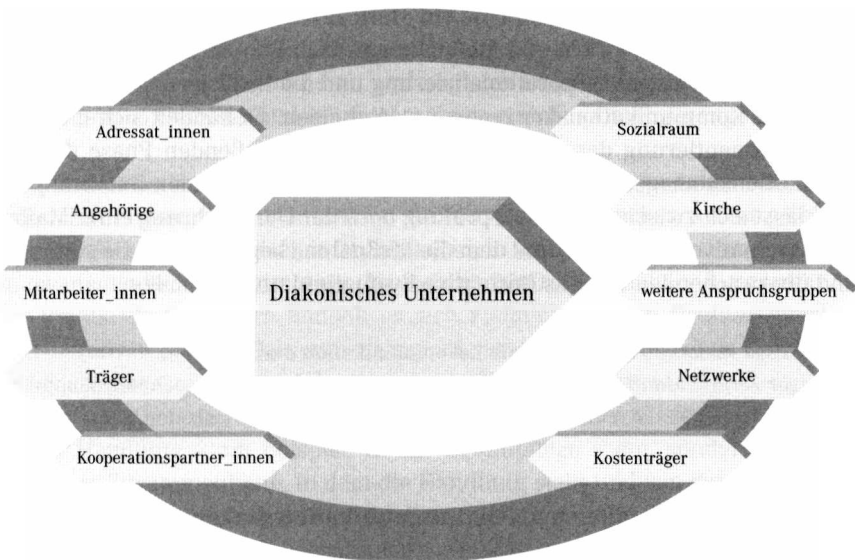 Adressat_innen
Sozialraum
Angehörige
Kirche
Mitarbeiter_innen
Diakonisches Unternehmen
weitere Anspruchsgruppen
Träger
Netzwerke
Kooperationspartner_innen
Kostenträger